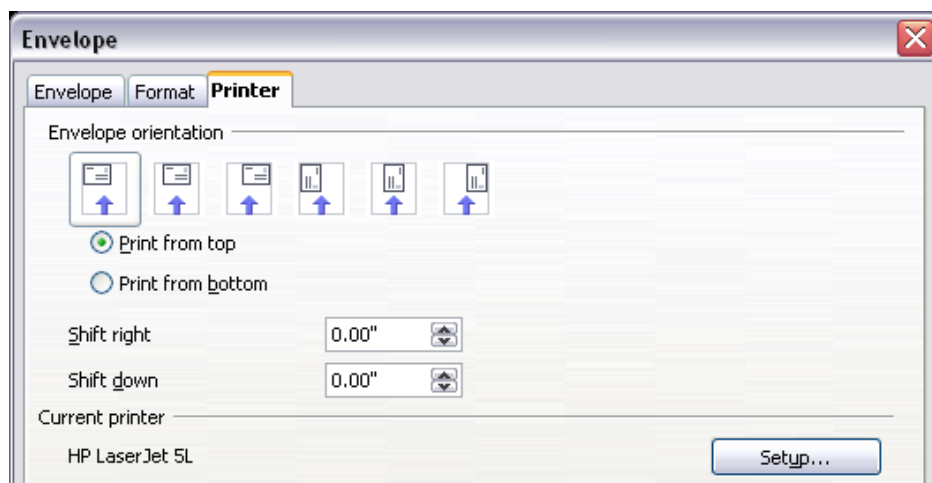 Envelope
Envelope Format Printer
Envelope orientation
Print from top
Print from bottom
Shift right 0.00"
Shift down 0.00"
Current printer
HP LaserJet 5L Setup...